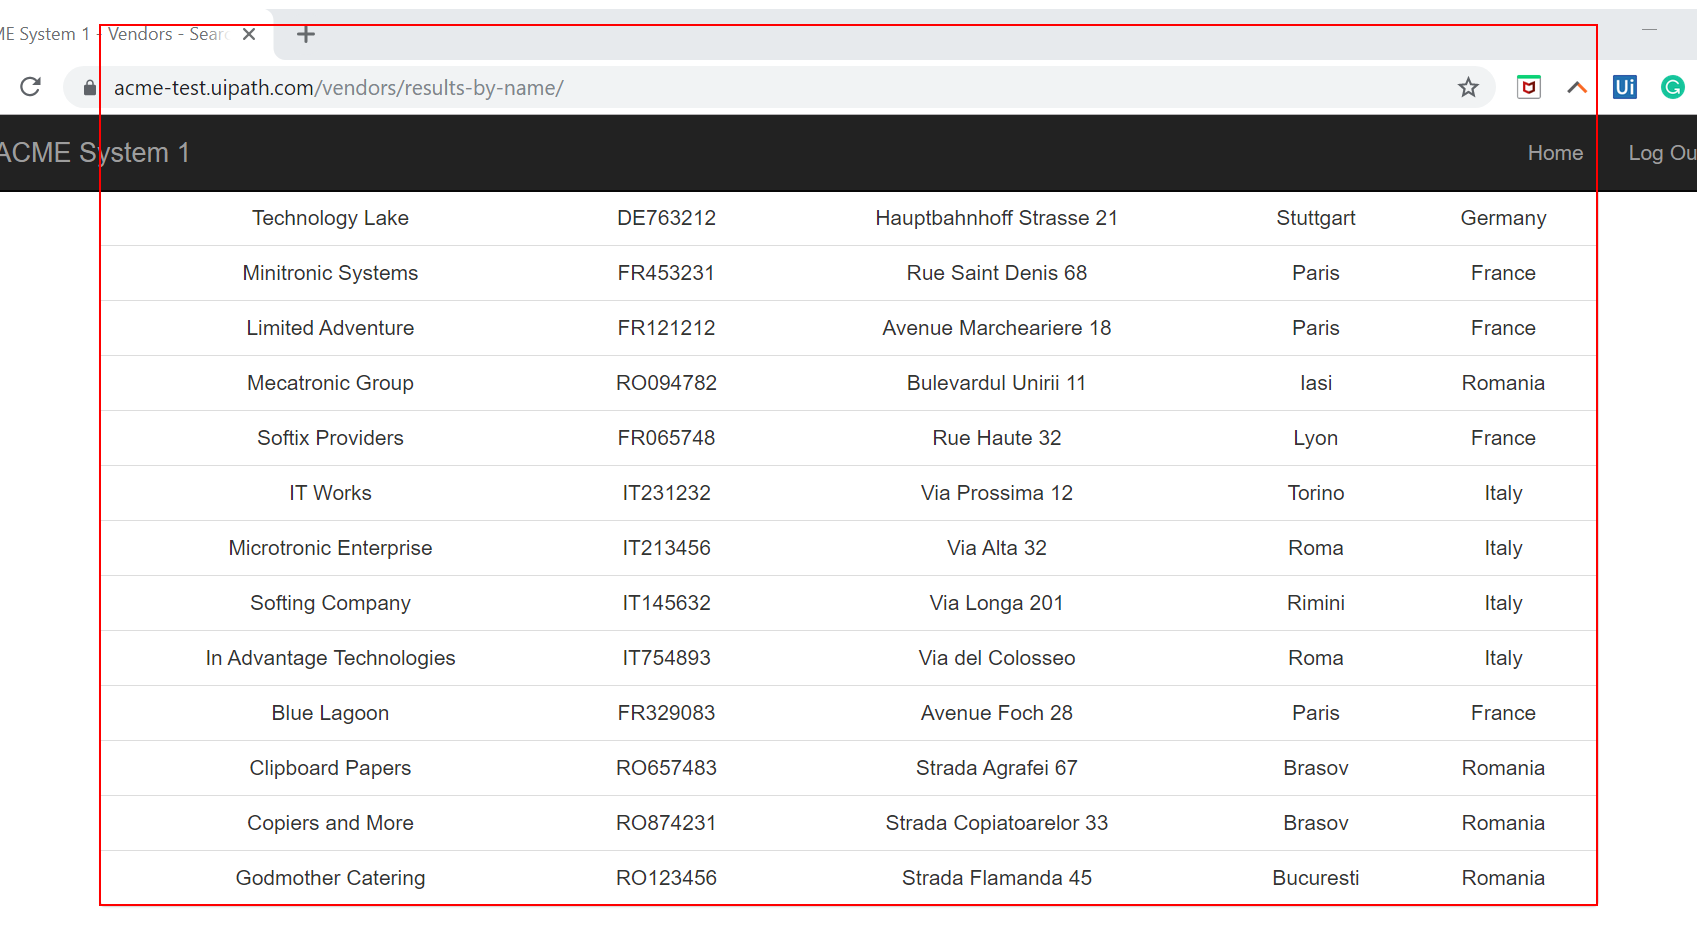 ME System 1 - Vendors - Sear
acme-test.uipath.com/vendors/results-by-name/ Ui G
ACME System 1 Home Log Ou
Technology Lake DE763212 Hauptbahnhoff Strasse 21 Stuttgart Germany
Minitronic Systems FR453231 Rue Saint Denis 68 Paris France
Limited Adventure FR121212 Avenue Marcheariere 18 Paris France
Mecatronic Group RO094782 Bulevardul Unirii 11 Iasi Romania
Softix Providers FR065748 Rue Haute 32 Lyon France
IT Works IT231232 Via Prossima 12 Torino Italy
Microtronic Enterprise IT213456 Via Alta 32 Roma Italy
Softing Company IT145632 Via Longa 201 Rimini Italy
In Advantage Technologies IT754893 Via del Colosseo Roma Italy
Blue Lagoon FR329083 Avenue Foch 28 Paris France
Clipboard Papers RO657483 Strada Agrafei 67 Brasov Romania
Copiers and More RO874231 Strada Copiatoarelor 33 Brasov Romania
Godmother Catering RO123456 Strada Flamanda 45 Bucuresti Romania